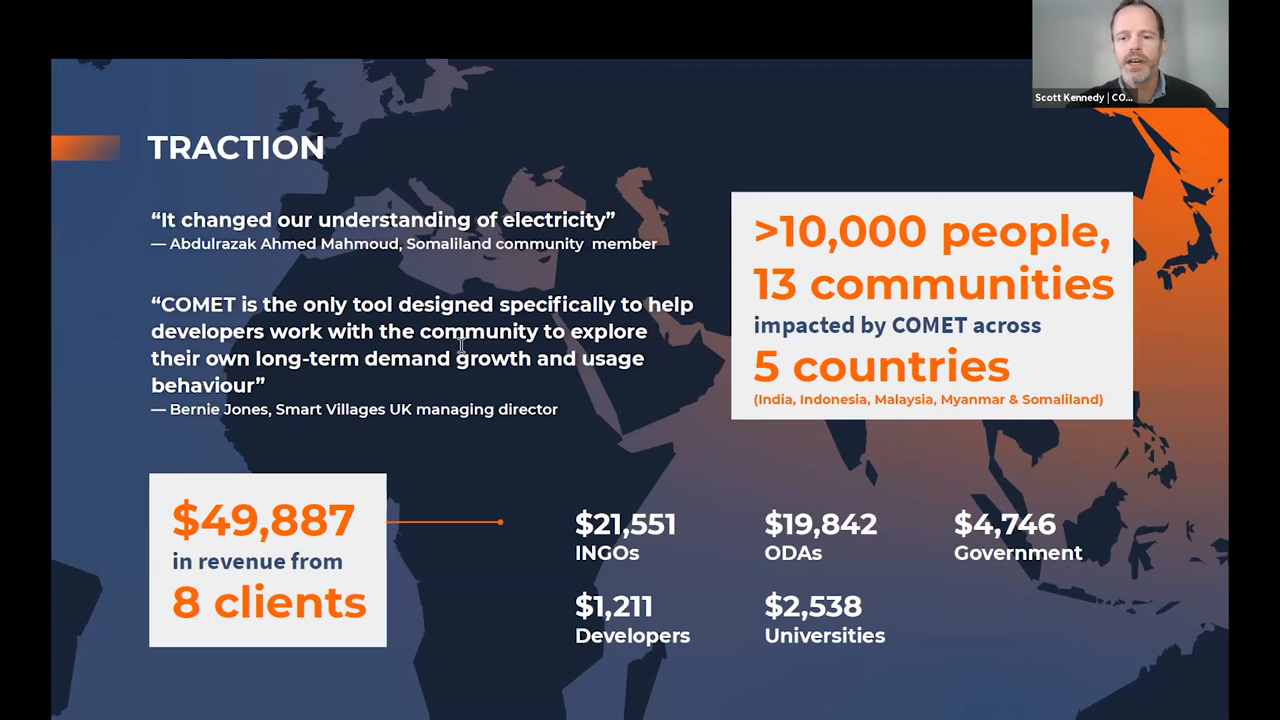 Scott Kennedy | CO...
TRACTION
“It changed our understanding of electricity”
— Abdulrazak Ahmed Mahmoud, Somaliland community member
“COMET is the only tool designed specifically to help
developers work with the community to explore
their own long-term demand growth and usage
behaviour”
— Bernie Jones, Smart Villages UK managing director
>10,000 people,
13 communities
impacted by COMET across
5 countries
(India, Indonesia, Malaysia, Myanmar & Somaliland)
$49,887
in revenue from
8 clients
$21,551
INGOs
$19,842
ODAs
$4,746
Government
$1,211
Developers
$2,538
Universities